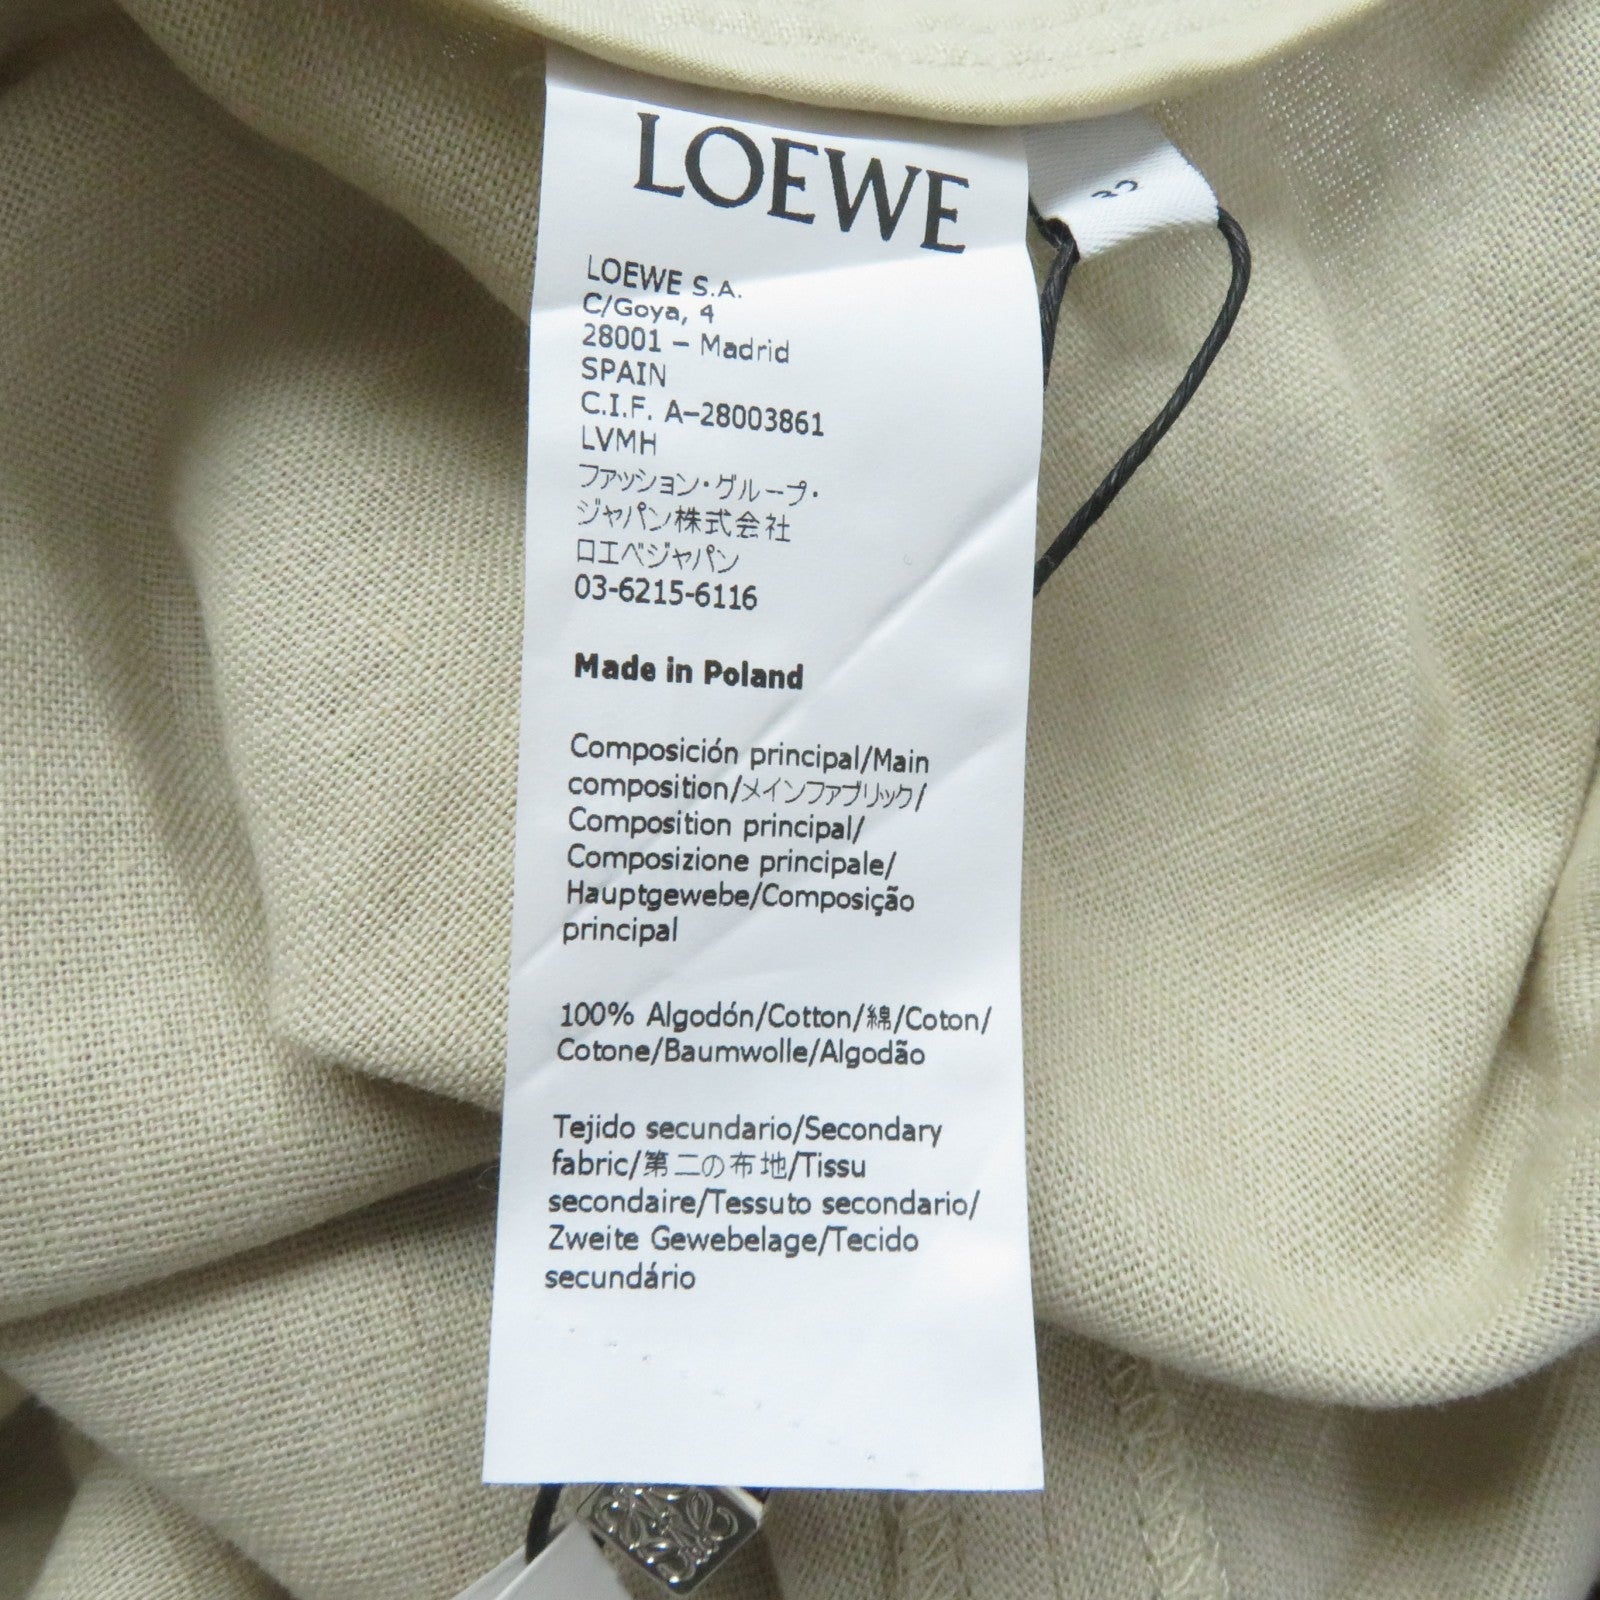 LOEWE
32
LOEWE S.A.
C/Goya, 4
28001 – Madrid
SPAIN
C.I.F. A–28003861
LVMH
ファッション・グループ・
ジャパン株式会社
ロエベジャパン
03-6215-6116
Made in Poland
Composición principal/Main
composition/メインファブリック/
Composition principal/
Composizione principale/
Hauptgewebe/Composição
principal
100% Algodón/Cotton/綿/Coton/
Cotone/Baumwolle/Algodão
Tejido secundario/Secondary
fabric/第二の布地/Tissu
secondaire/Tessuto secondario/
Zweite Gewebelage/Tecido
secundário